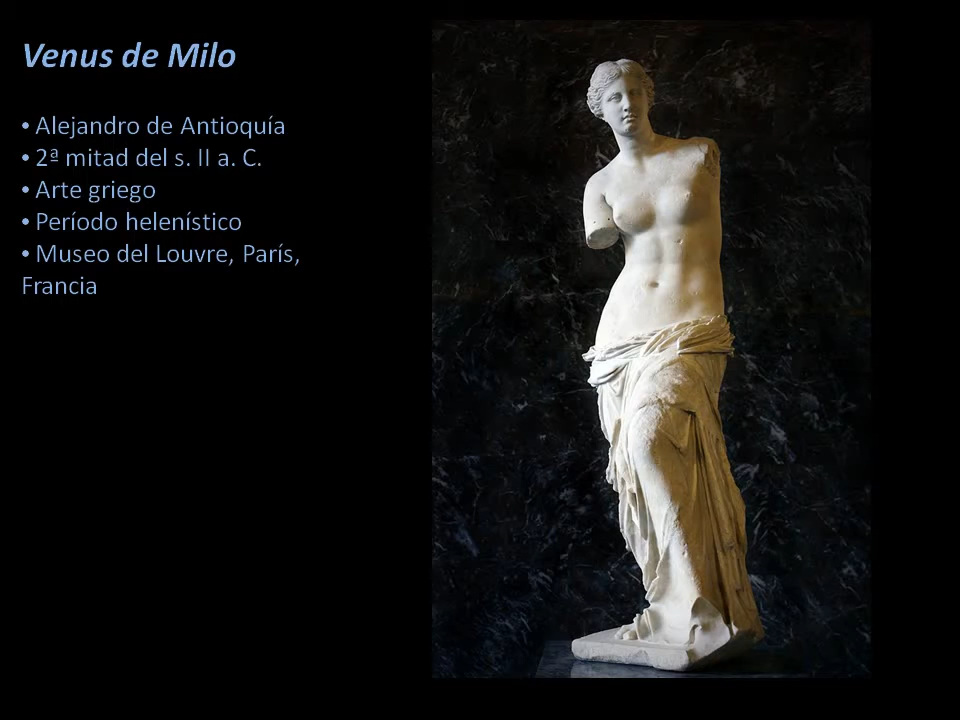 Venus de Milo
• Alejandro de Antioquía
• 2ª mitad del s. II a. C.
• Arte griego
• Período helenístico
• Museo del Louvre, París,
Francia